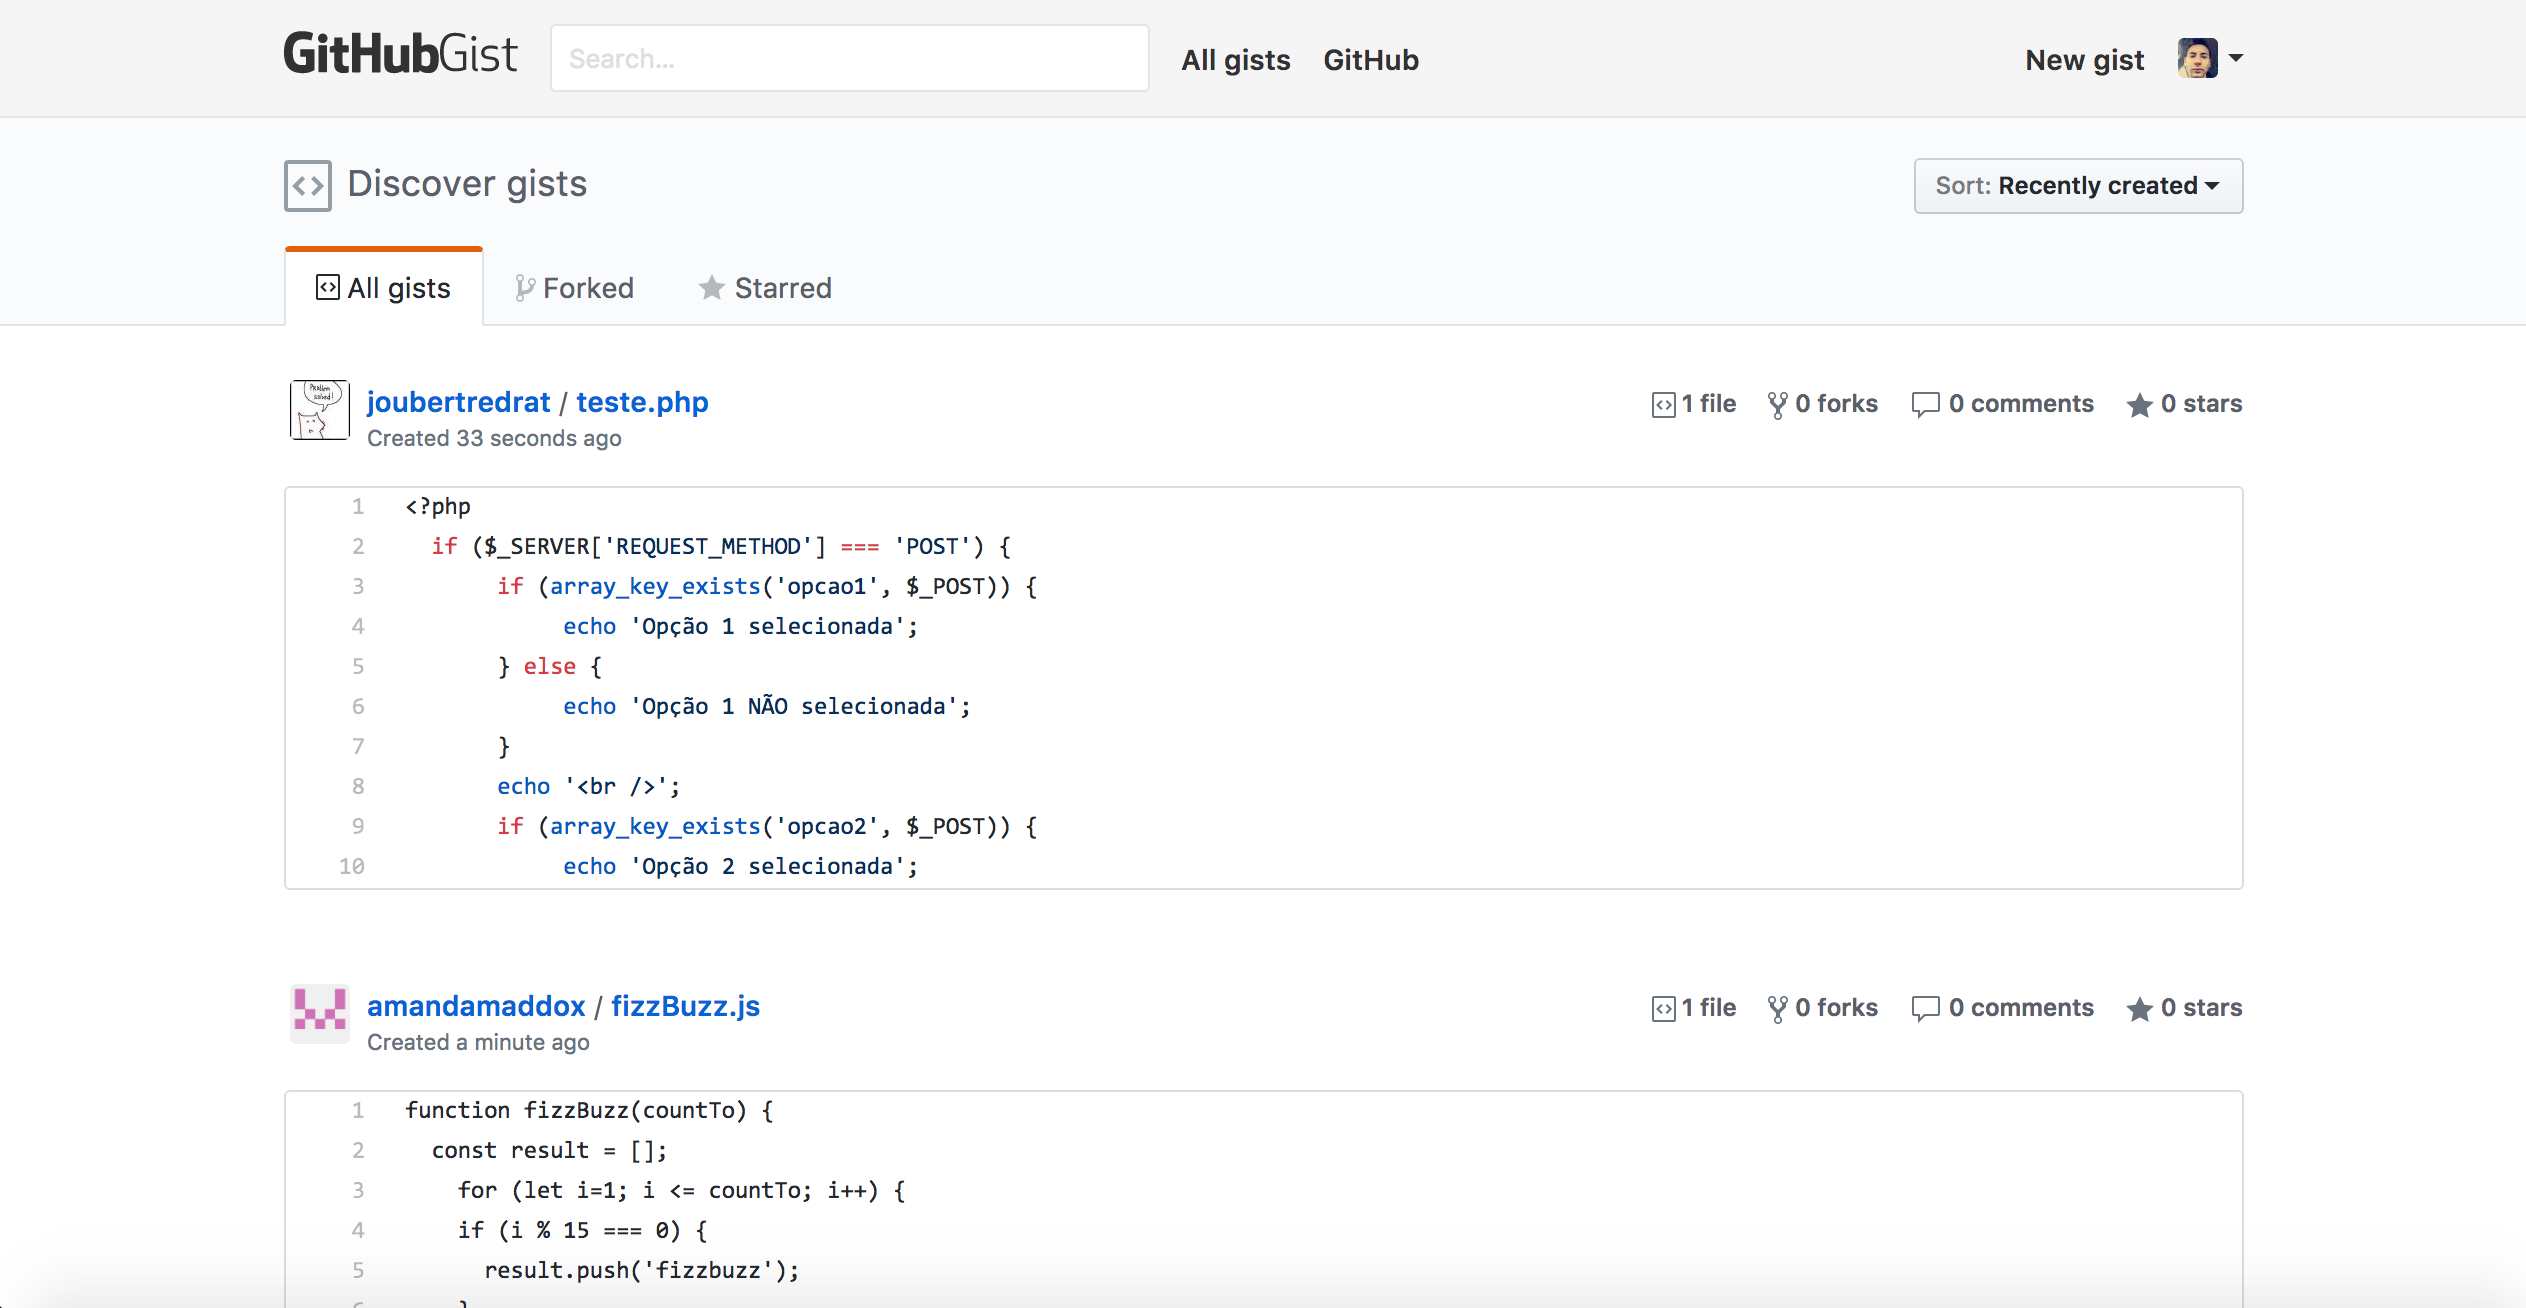 GitHubGist Search... All gists GitHub New gist
Discover gists Sort: Recently created
All gists Forked Starred
Problem
solved!
joubertredrat / teste.php 1 file 0 forks 0 comments 0 stars
Created 33 seconds ago
1 <?php
2 if ($_SERVER['REQUEST_METHOD'] === 'POST') {
3 if (array_key_exists('opcao1', $_POST)) {
4 echo 'Opção 1 selecionada';
5 } else {
6 echo 'Opção 1 NÃO selecionada';
7 }
8 echo '<br />';
9 if (array_key_exists('opcao2', $_POST)) {
10 echo 'Opção 2 selecionada';
amandamaddox / fizzBuzz.js 1 file 0 forks 0 comments 0 stars
Created a minute ago
1 function fizzBuzz(countTo) {
2 const result = [];
3 for (let i=1; i <= countTo; i++) {
4 if (i % 15 === 0) {
5 result.push('fizzbuzz');